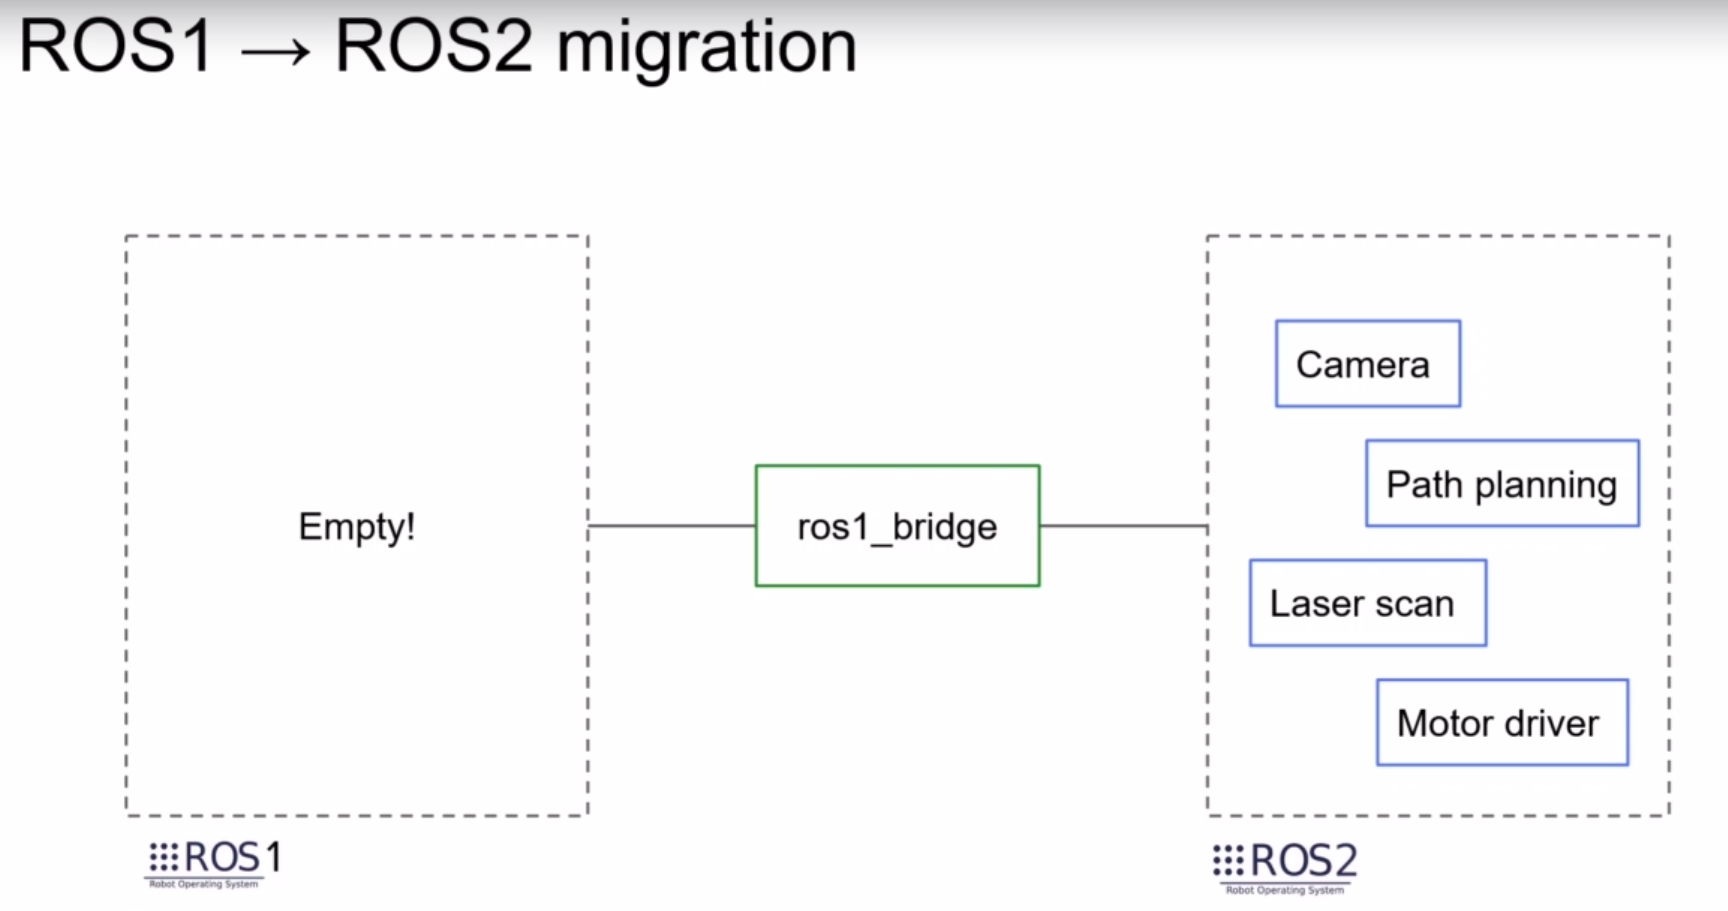 ROS1 → ROS2 migration
Empty!
ros1_bridge
Camera
Path planning
Laser scan
Motor driver
ROS1
Robot Operating System
ROS2
Robot Operating System